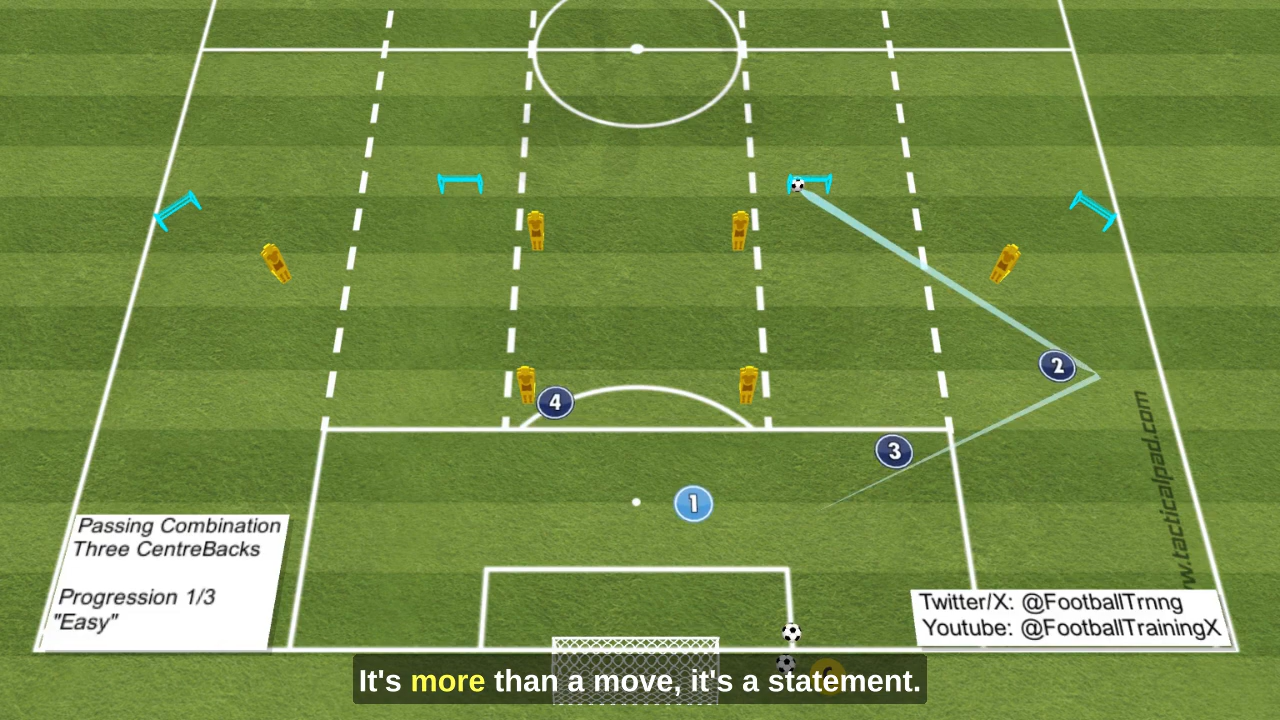 4
2
3
1
www.tacticalpad.com
Passing Combination
Three CentreBacks
Progression 1/3
"Easy"
Twitter/X: @FootballTrnng
Youtube: @FootballTrainingX
It's more than a move, it's a statement.